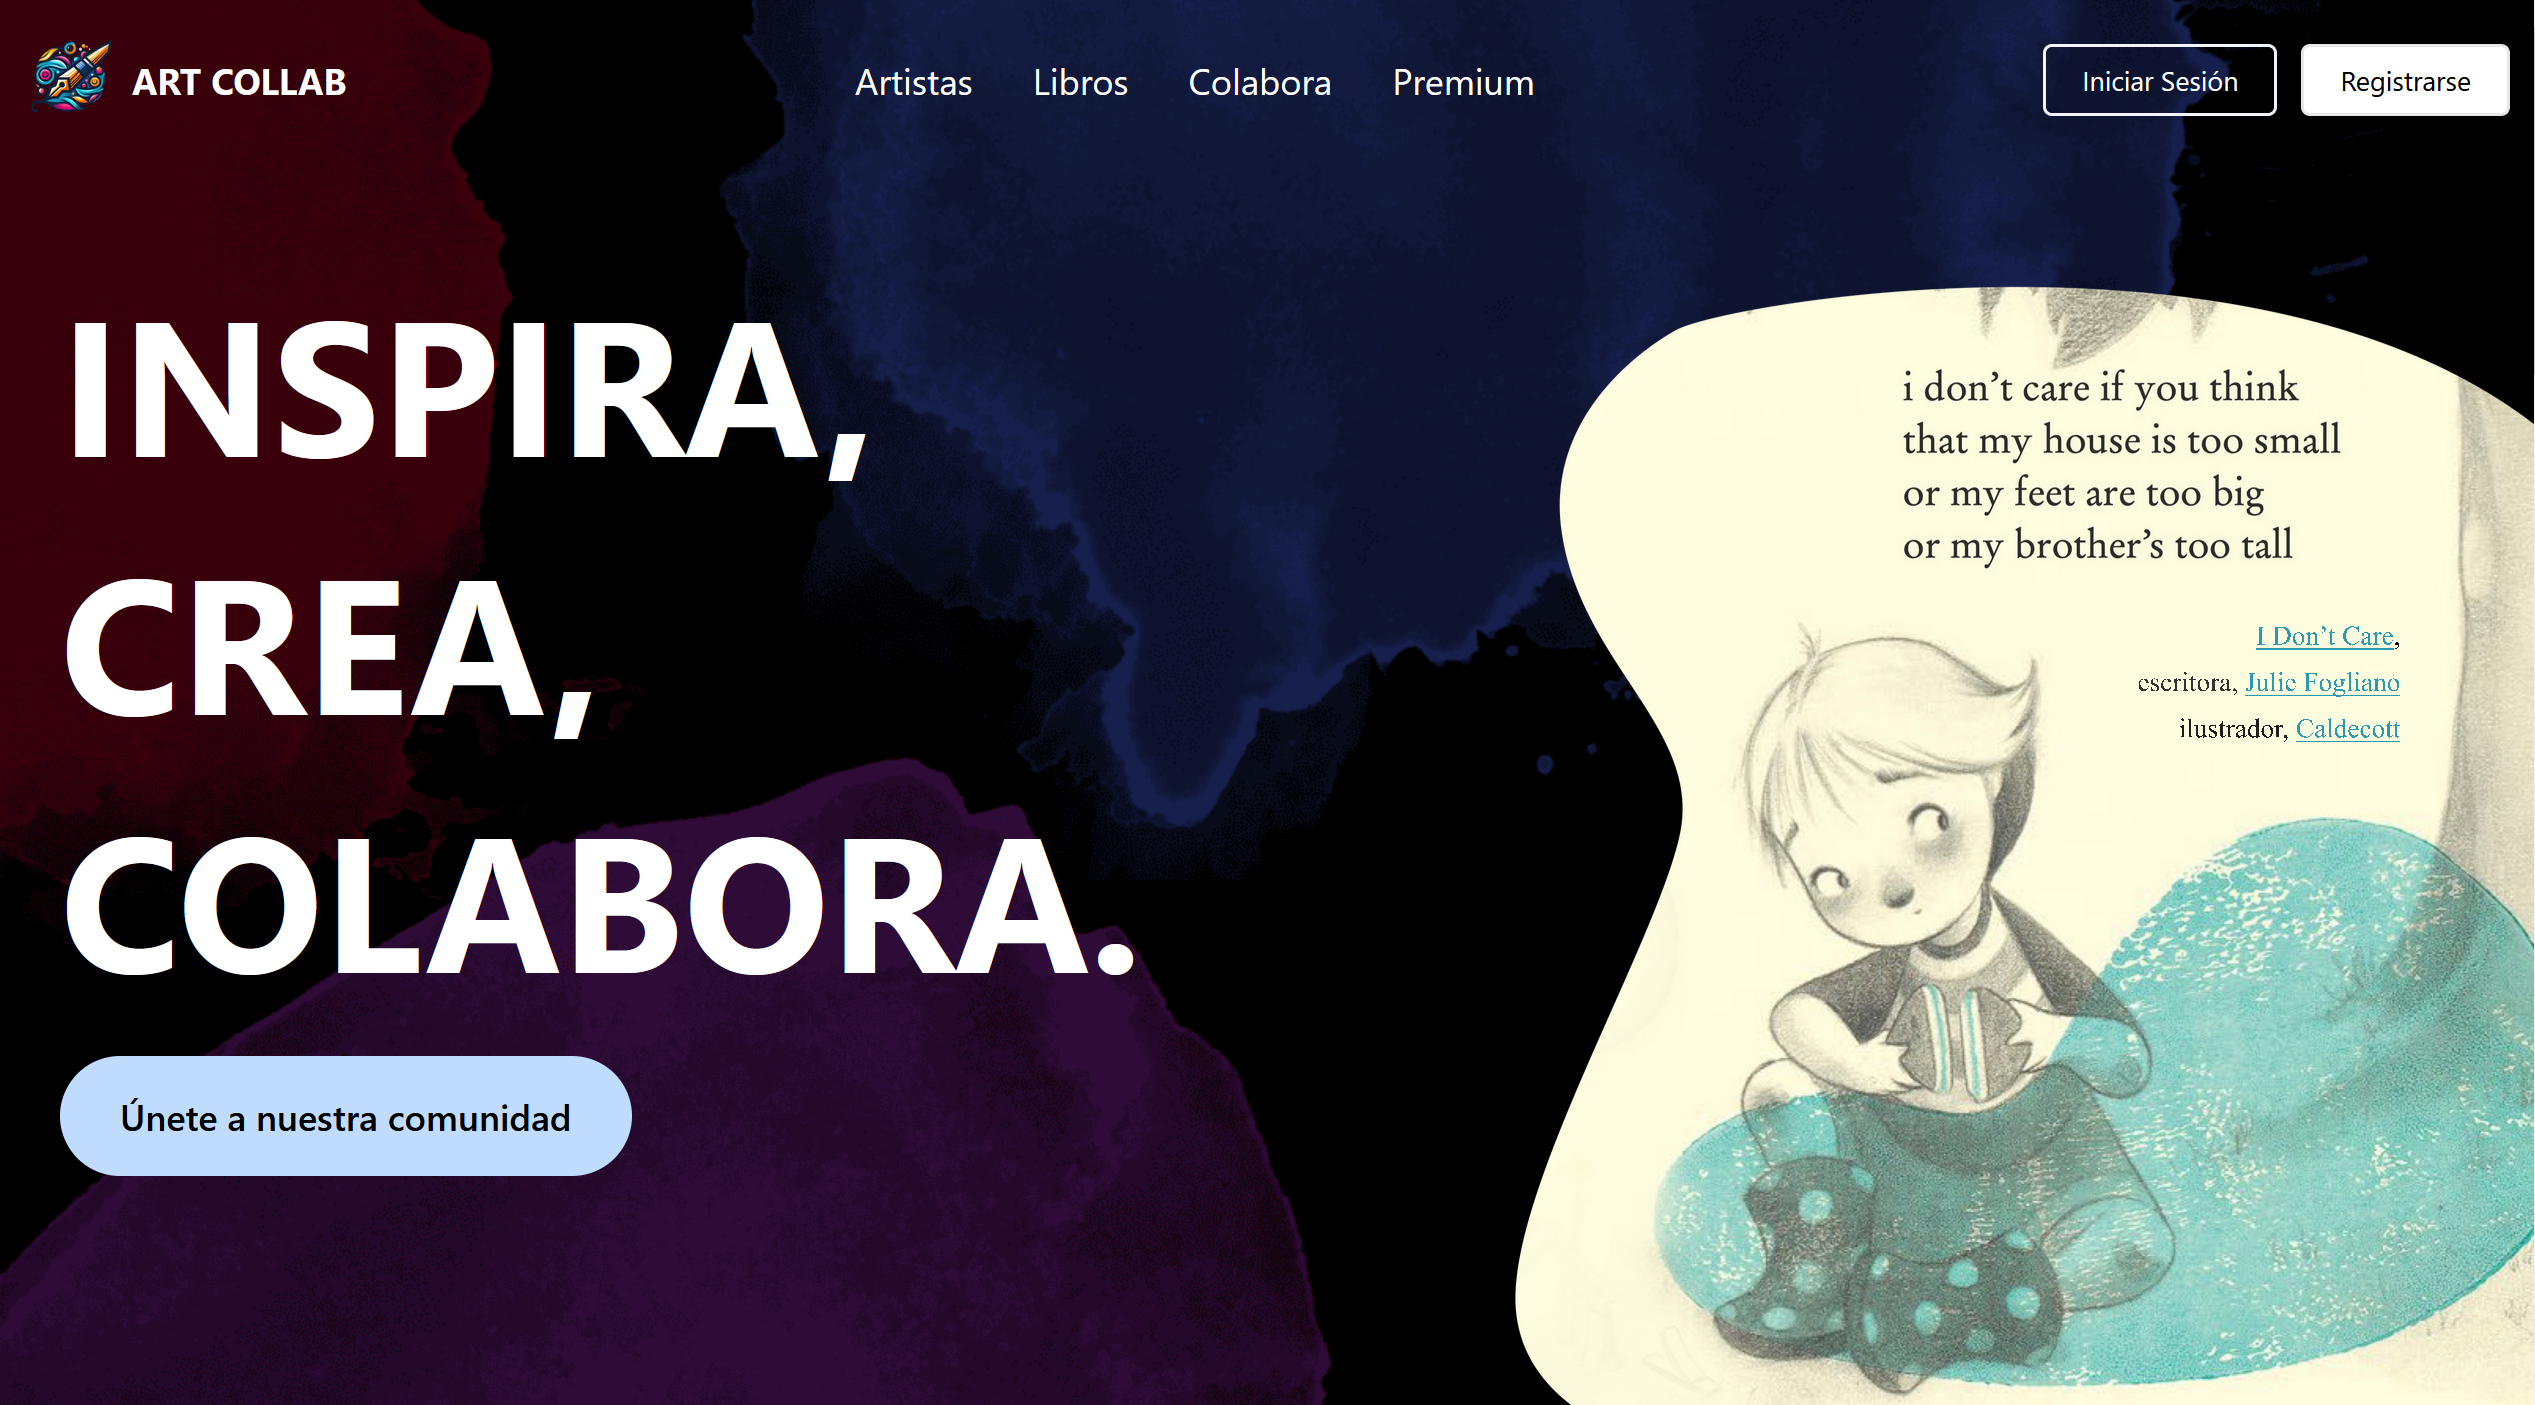 ART COLLAB
Artistas
Libros
Colabora
Premium
Iniciar Sesión
Registrarse
INSPIRA,
CREA,
COLABORA.
Únete a nuestra comunidad
i don’t care if you think
that my house is too small
or my feet are too big
or my brother’s too tall
I Don’t Care,
escritora, Julie Fogliano
ilustrador, Caldecott